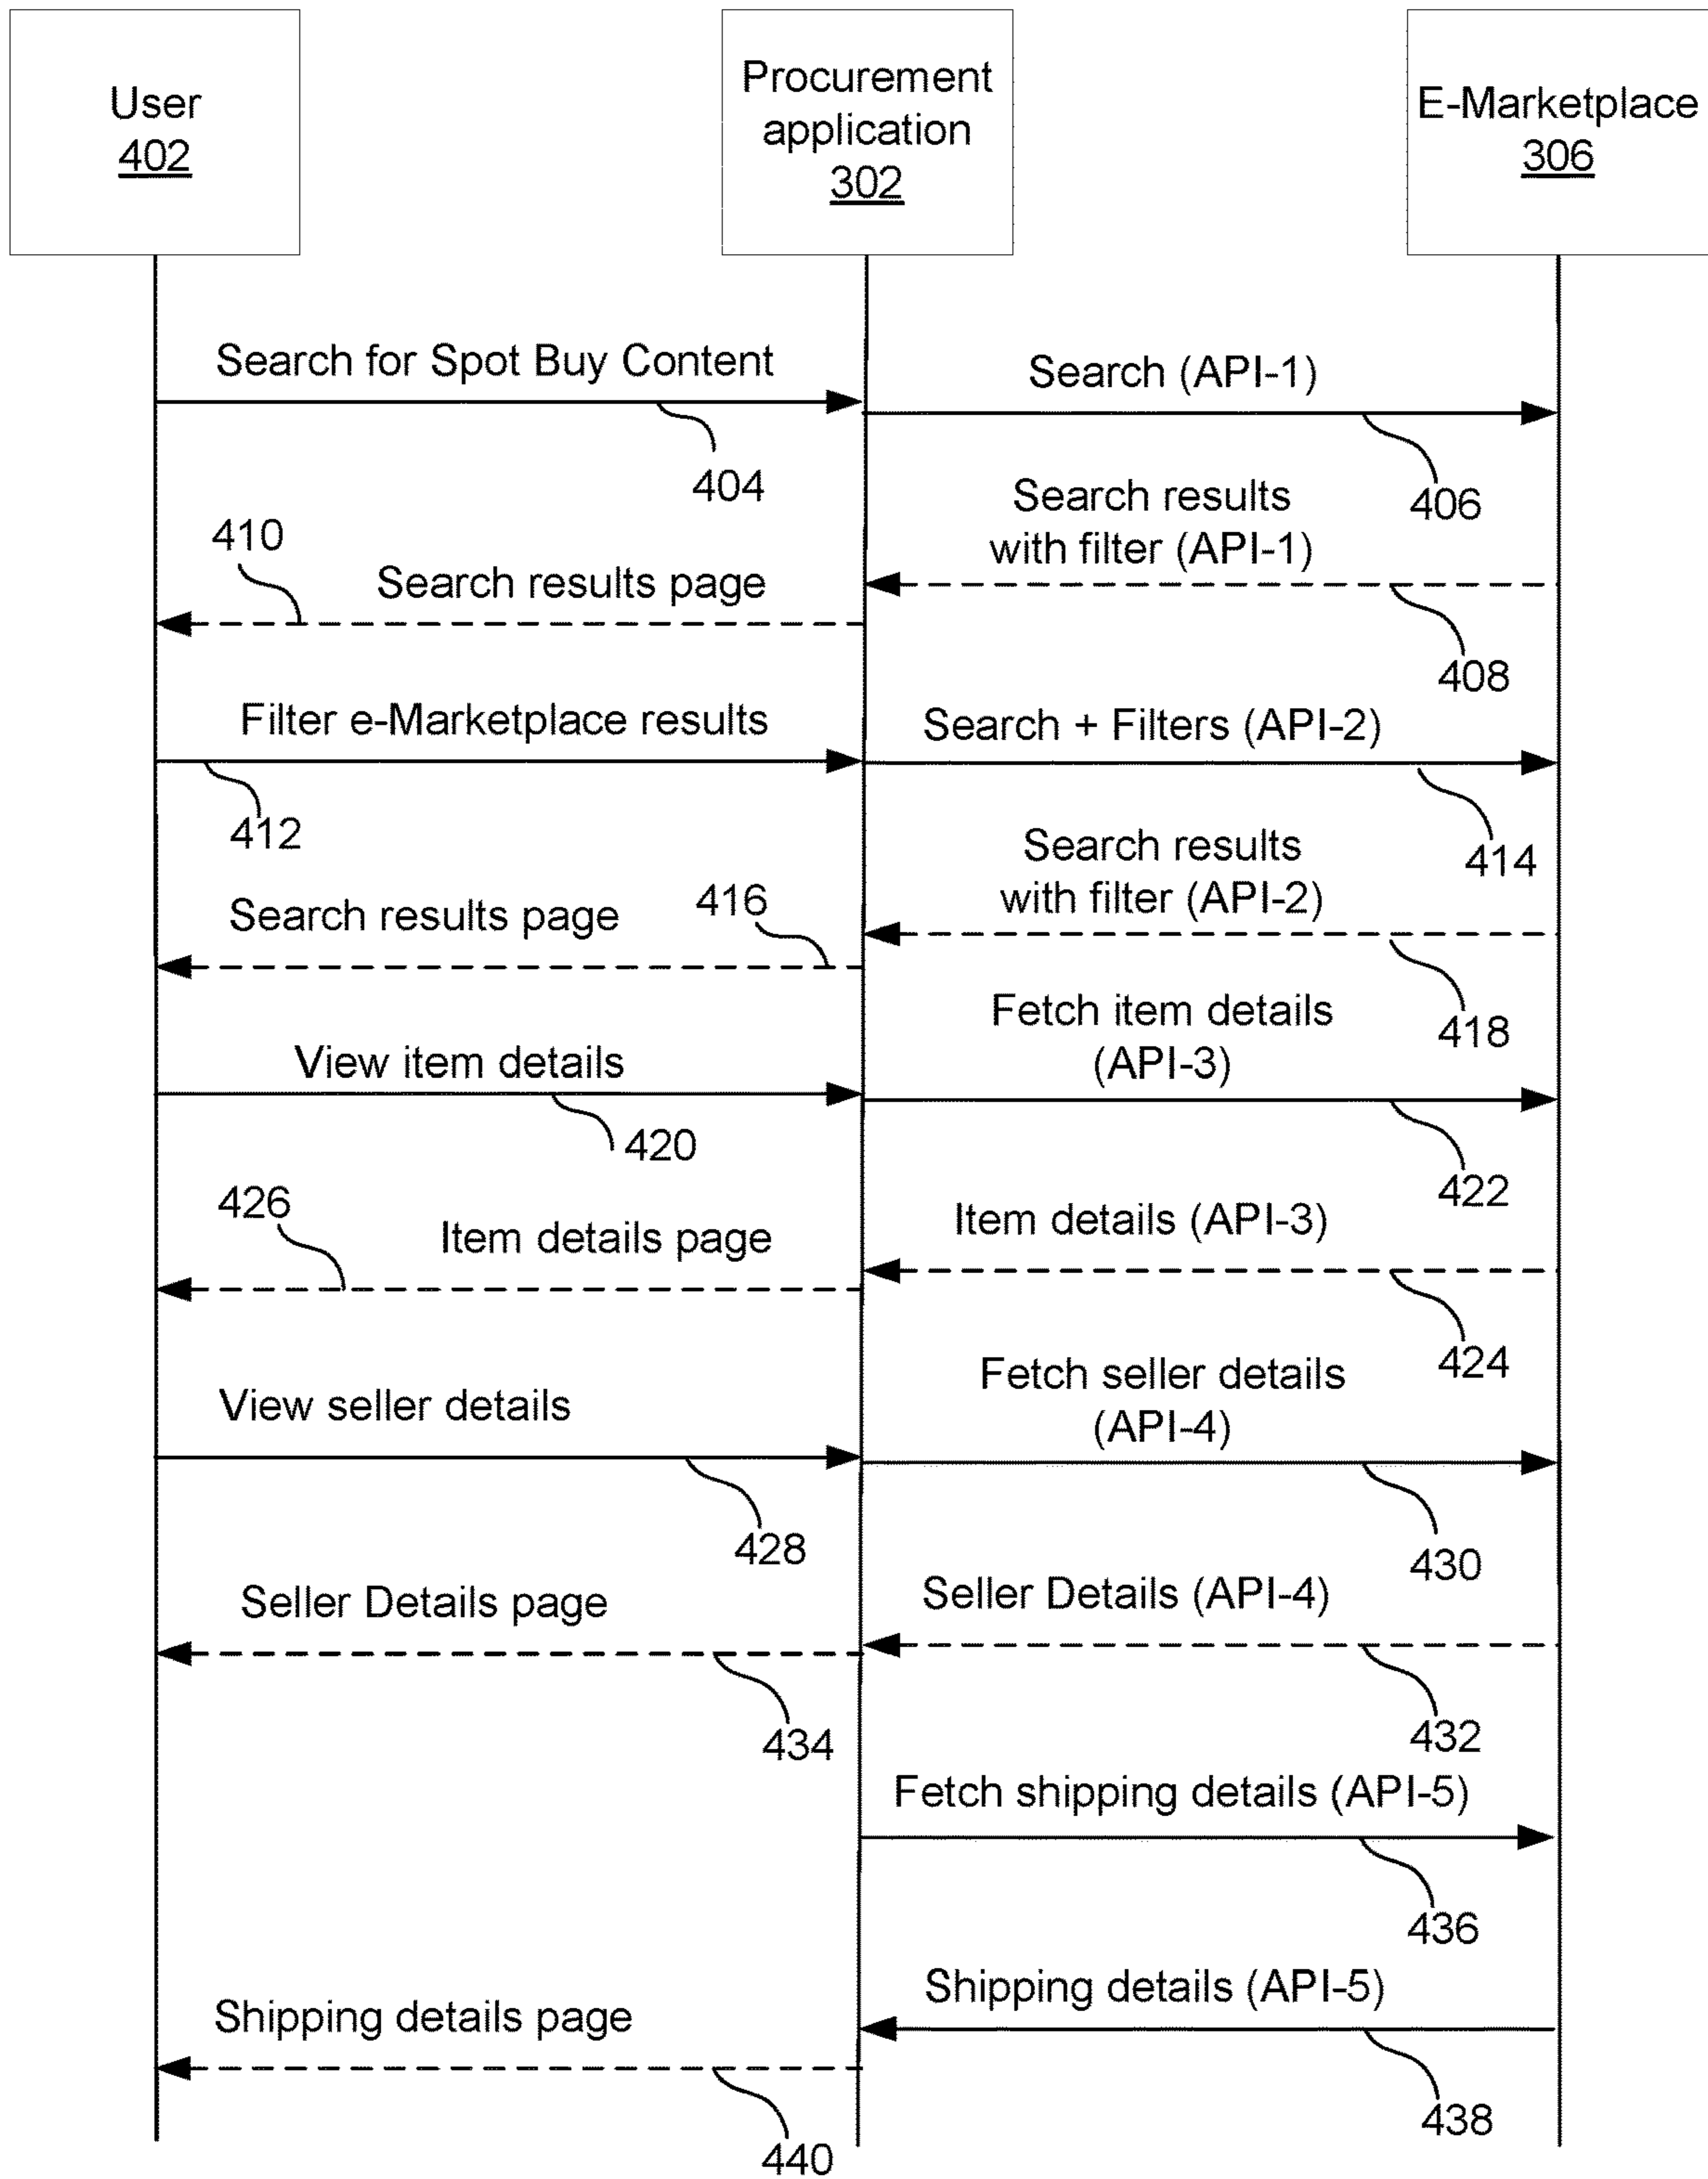 User
402
Procurement
application
302
E-Marketplace
306
Search for Spot Buy Content
404
Search (API-1)
406
Search results
with filter (API-1)
408
410
Search results page
Filter e-Marketplace results
412
Search + Filters (API-2)
414
Search results
with filter (API-2)
418
Search results page
416
View item details
420
Fetch item details
(API-3)
422
Item details (API-3)
424
426
Item details page
View seller details
428
Fetch seller details
(API-4)
430
Seller Details (API-4)
432
Seller Details page
434
Fetch shipping details (API-5)
436
Shipping details (API-5)
438
Shipping details page
440